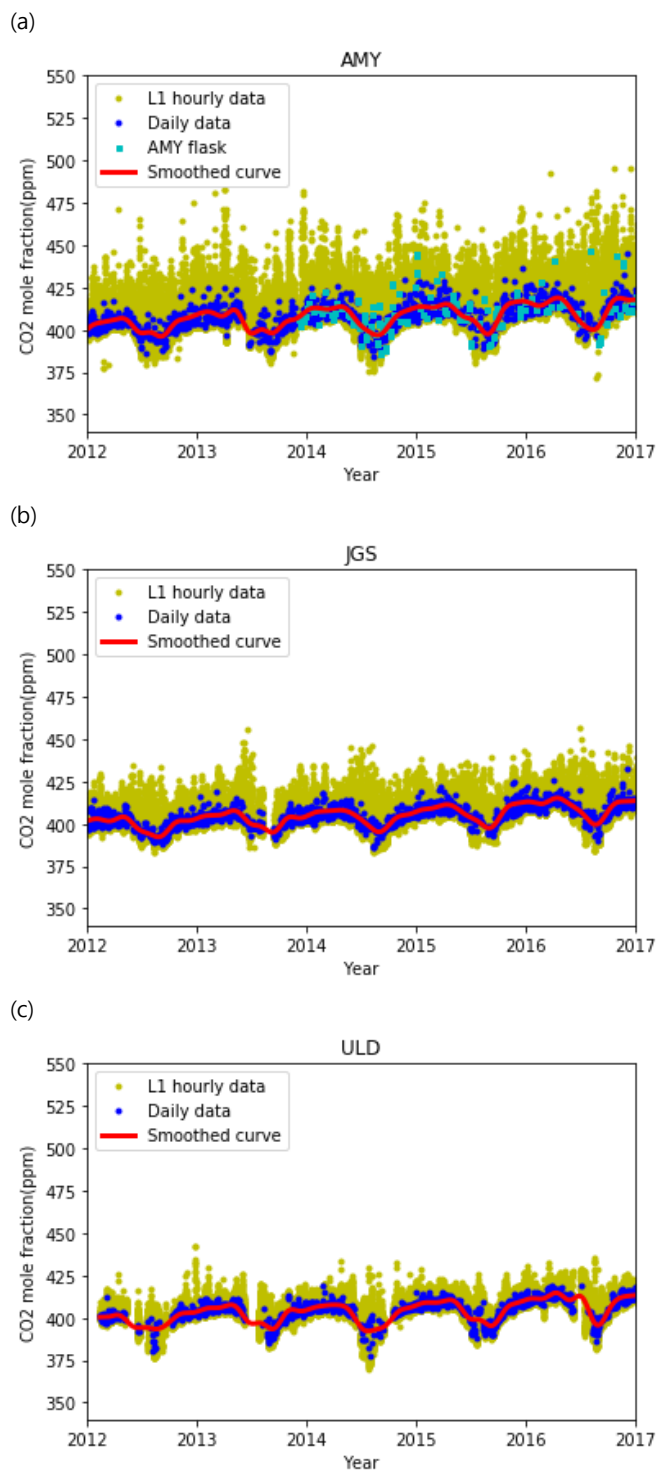 (a)
AMY
550
525
500
475
450
425
400
375
350
CO2 mole fraction(ppm)
L1 hourly data
Daily data
AMY flask
Smoothed curve
2012 2013 2014 2015 2016 2017
Year
(b)
JGS
550
525
500
475
450
425
400
375
350
CO2 mole fraction(ppm)
L1 hourly data
Daily data
Smoothed curve
2012 2013 2014 2015 2016 2017
Year
(c)
ULD
550
525
500
475
450
425
400
375
350
CO2 mole fraction(ppm)
L1 hourly data
Daily data
Smoothed curve
2012 2013 2014 2015 2016 2017
Year